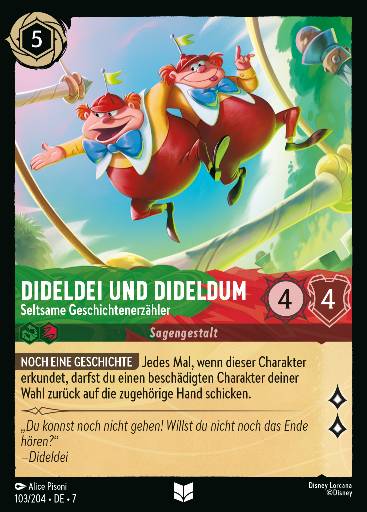 5
DIDELDEI UND DIDELDUM
Seltsame Geschichtenerzähler
4
4
Sagengestalt
NOCH EINE GESCHICHTE Jedes Mal, wenn dieser Charakter
erkundet, darfst du einen beschädigten Charakter deiner
Wahl zurück auf die zugehörige Hand schicken.
„Du kannst noch nicht gehen! Willst du nicht noch das Ende
hören?“
–Dideldei
Alice Pisoni
103/204 • DE • 7
Disney Lorcana
©Disney